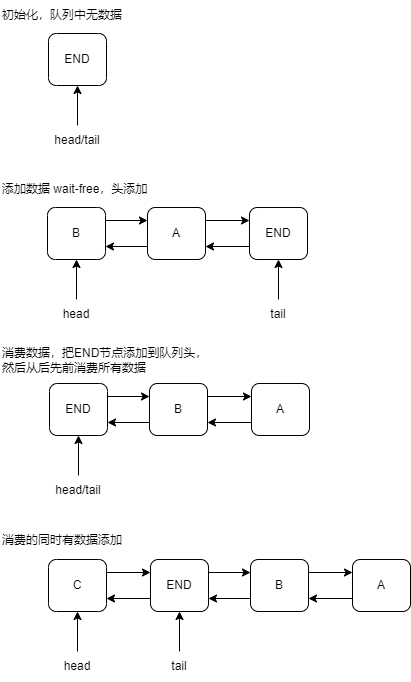 初始化，队列中无数据
END
head/tail
添加数据 wait-free，头添加
B A END
head tail
消费数据，把END节点添加到队列头，
然后从后先前消费所有数据
END B A
head/tail
消费的同时有数据添加
C END B A
head tail